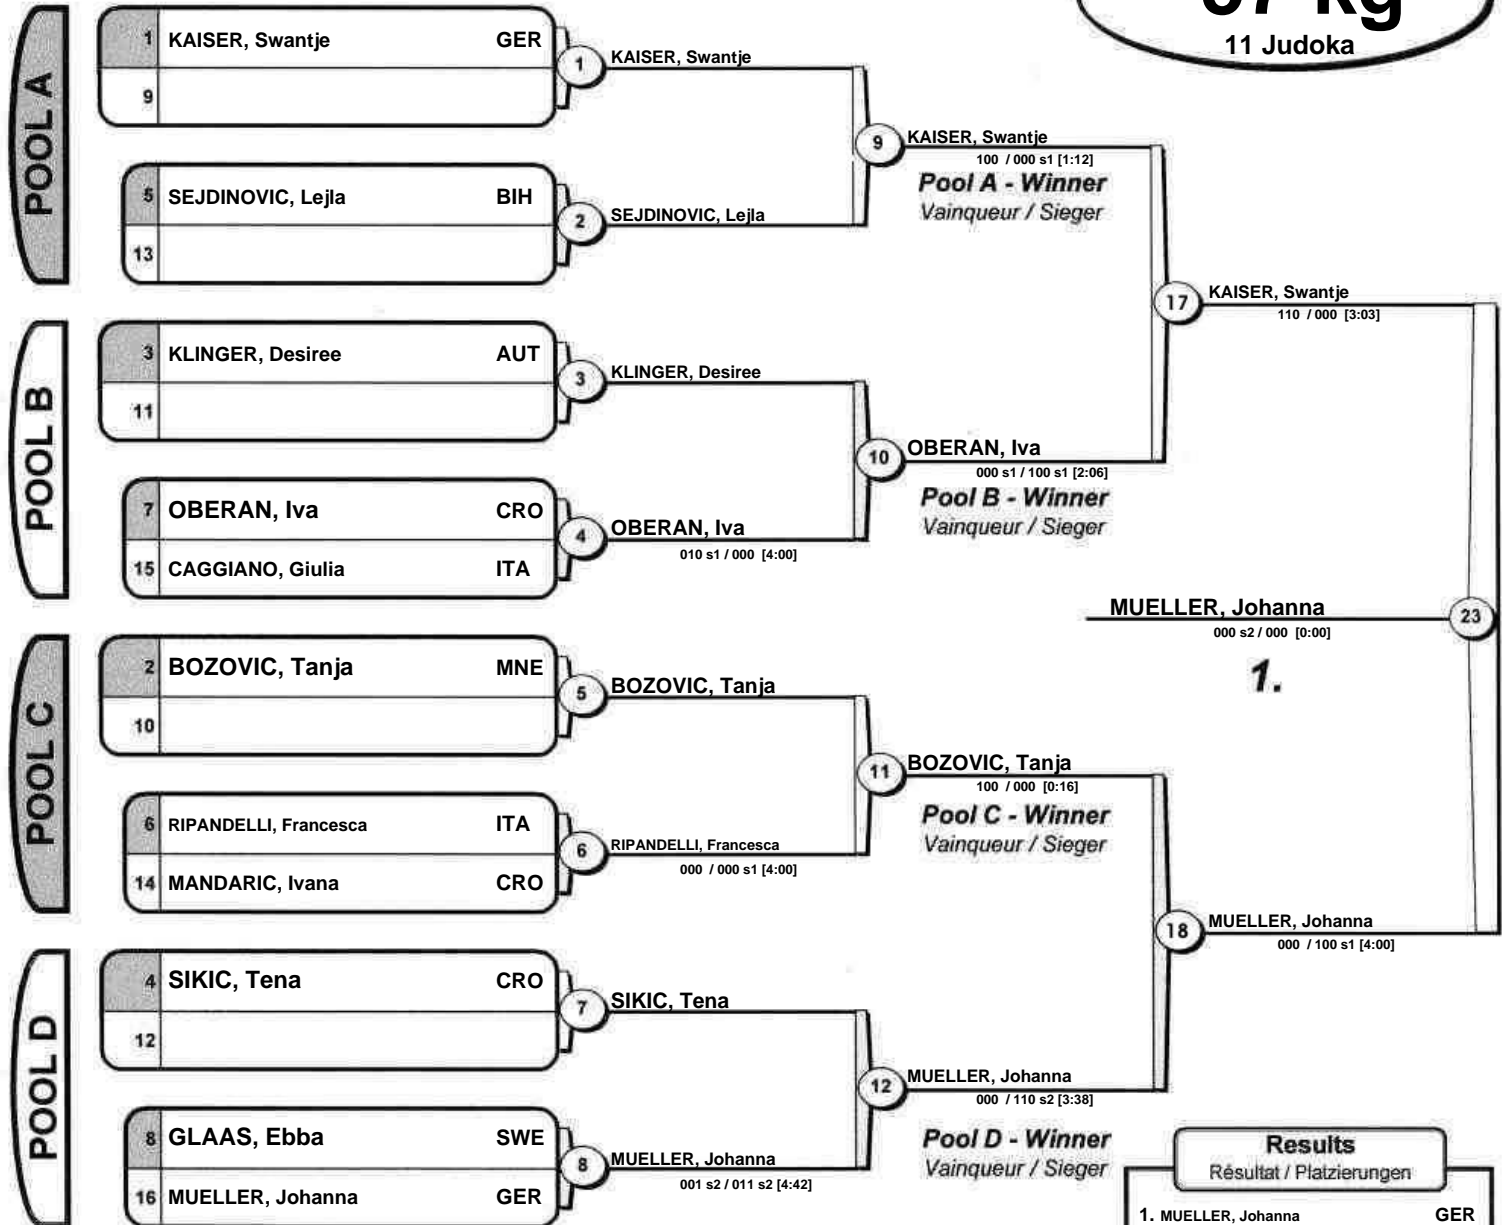 11 Judoka
POOL A
1 KAISER, Swantje GER
9
5 SEJDINOVIC, Lejla BIH
13
1 KAISER, Swantje
2 SEJDINOVIC, Lejla
9 KAISER, Swantje
100 / 000 s1 [1:12]
Pool A - Winner
Vainqueur / Sieger
POOL B
3 KLINGER, Desiree AUT
11
7 OBERAN, Iva CRO
15 CAGGIANO, Giulia ITA
3 KLINGER, Desiree
4 OBERAN, Iva
010 s1 / 000 [4:00]
10 OBERAN, Iva
000 s1 / 100 s1 [2:06]
Pool B - Winner
Vainqueur / Sieger
17 KAISER, Swantje
110 / 000 [3:03]
MUELLER, Johanna 23
000 s2 / 000 [0:00]
1.
POOL C
2 BOZOVIC, Tanja MNE
10
6 RIPANDELLI, Francesca ITA
14 MANDARIC, Ivana CRO
5 BOZOVIC, Tanja
6 RIPANDELLI, Francesca
000 / 000 s1 [4:00]
11 BOZOVIC, Tanja
100 / 000 [0:16]
Pool C - Winner
Vainqueur / Sieger
POOL D
4 SIKIC, Tena CRO
12
8 GLAAS, Ebba SWE
16 MUELLER, Johanna GER
7 SIKIC, Tena
8 MUELLER, Johanna
001 s2 / 011 s2 [4:42]
12 MUELLER, Johanna
000 / 110 s2 [3:38]
Pool D - Winner
Vainqueur / Sieger
18 MUELLER, Johanna
000 / 100 s1 [4:00]
Results
Résultat / Platzierungen
1. MUELLER, Johanna GER